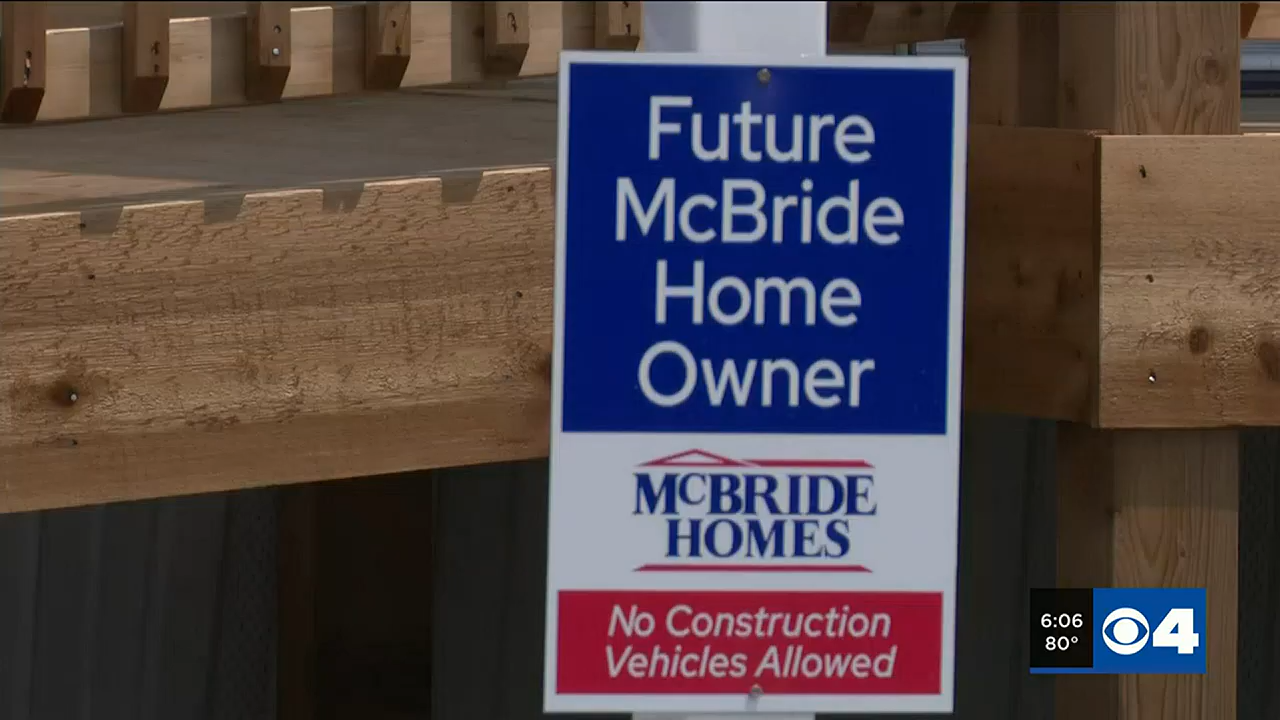 Future
McBride
Home
Owner
McBRIDE
HOMES
No Construction
Vehicles Allowed
6:06
80°
4